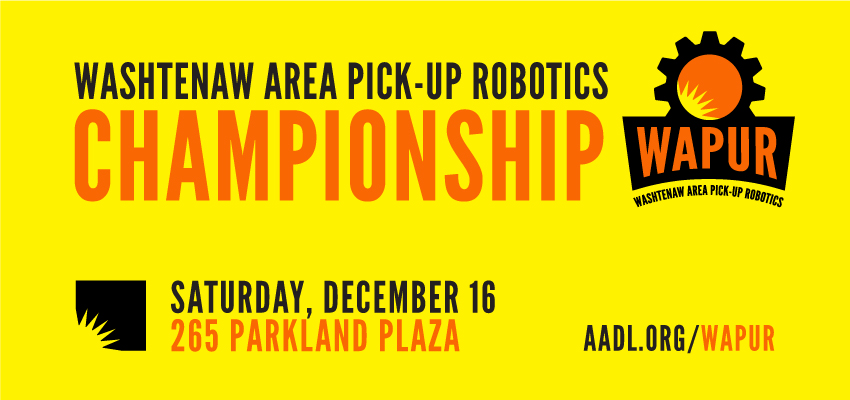 WASHTENAW AREA PICK-UP ROBOTICS
CHAMPIONSHIP
WAPUR
WASHTENAW AREA PICK-UP ROBOTICS
SATURDAY, DECEMBER 16
265 PARKLAND PLAZA
AADL.ORG/WAPUR